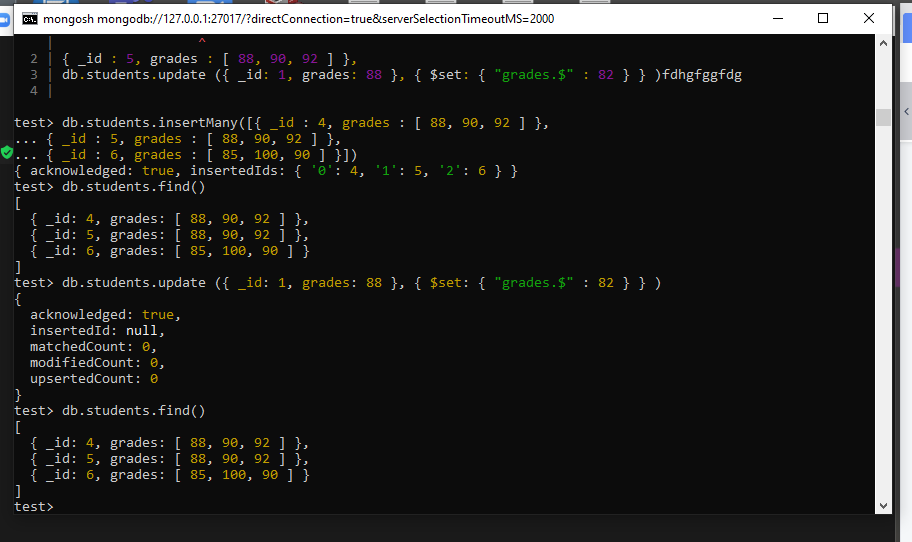 mongosh mongodb://127.0.0.1:27017/?directConnection=true&serverSelectionTimeoutMS=2000
|                  ^
2 | { _id : 5, grades : [ 88, 90, 92 ] },
3 | db.students.update ({ _id: 1, grades: 88 }, { $set: { "grades.$" : 82 } } )fdhgfggfdg
4 |
test> db.students.insertMany([{ _id : 4, grades : [ 88, 90, 92 ] },
... { _id : 5, grades : [ 88, 90, 92 ] },
... { _id : 6, grades : [ 85, 100, 90 ] }])
{ acknowledged: true, insertedIds: { '0': 4, '1': 5, '2': 6 } }
test> db.students.find()
[
  { _id: 4, grades: [ 88, 90, 92 ] },
  { _id: 5, grades: [ 88, 90, 92 ] },
  { _id: 6, grades: [ 85, 100, 90 ] }
]
test> db.students.update ({ _id: 1, grades: 88 }, { $set: { "grades.$" : 82 } } )
{
  acknowledged: true,
  insertedId: null,
  matchedCount: 0,
  modifiedCount: 0,
  upsertedCount: 0
}
test> db.students.find()
[
  { _id: 4, grades: [ 88, 90, 92 ] },
  { _id: 5, grades: [ 88, 90, 92 ] },
  { _id: 6, grades: [ 85, 100, 90 ] }
]
test>